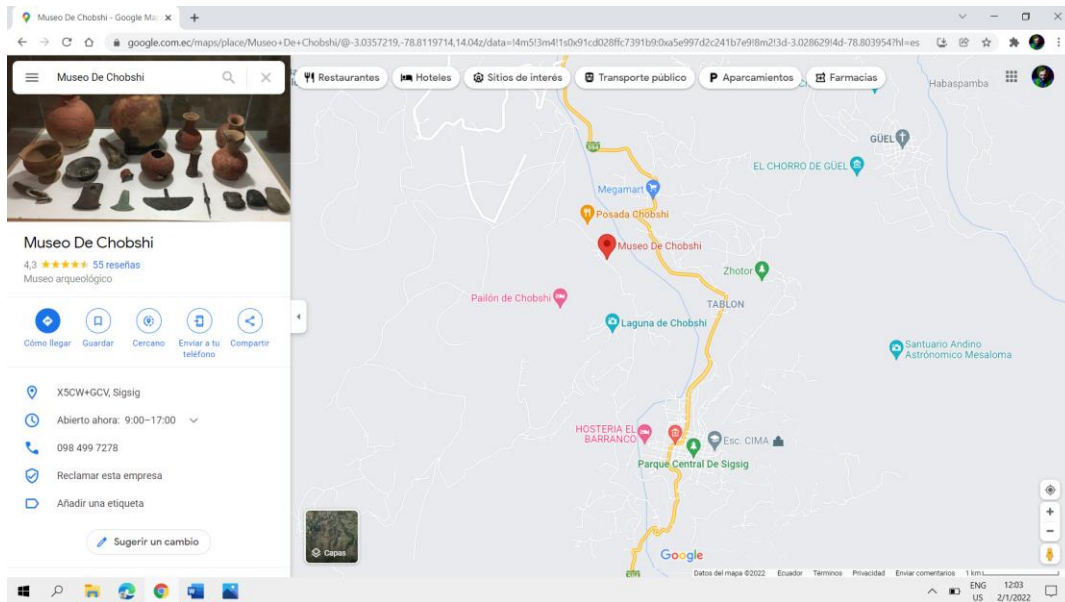 Museo De Chobshi - Google Ma
google.com.ec/maps/place/Museo+De+Chobshi/@-3.0357219,-78.8119714,14.04z/data=!4m5!3m4!1s0x91cd028ffc7391b9:0xa5e997d2c241b7e9!8m2!3d-3.028629!4d-78.803954?hl=es
Museo De Chobshi
Restaurantes
Hoteles
Sitios de interés
Transporte público
Aparcamientos
Farmacias
Museo De Chobshi
4,3
55 reseñas
Museo arqueológico
Cómo llegar
Guardar
Cercano
Enviar a tu
teléfono
Compartir
X5CW+GCV, Sigsig
Abierto ahora: 9:00–17:00
098 499 7278
Reclamar esta empresa
Añadir una etiqueta
Sugerir un cambio
Habaspamba
GÜEL
594
EL CHORRO DE GÜEL
Megamart
Posada Chobshi
Museo De Chobshi
Zhotor
Pailón de Chobshi
TABLON
Laguna de Chobshi
Santuario Andino
Astrónomico Mesaloma
HOSTERIA EL
BARRANCO
Esc. CIMA
Parque Central De Sigsig
Capas
Google
Datos del mapa ©2022
Ecuador
Términos
Privacidad
Enviar comentarios
1 km
ENG
US
12:03
2/1/2022